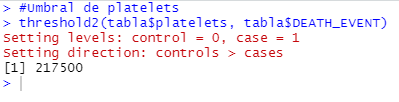 > #Umbral de platelets
> threshold2(tabla$platelets, tabla$DEATH_EVENT)
Setting levels: control = 0, case = 1
Setting direction: controls > cases
[1] 217500
>